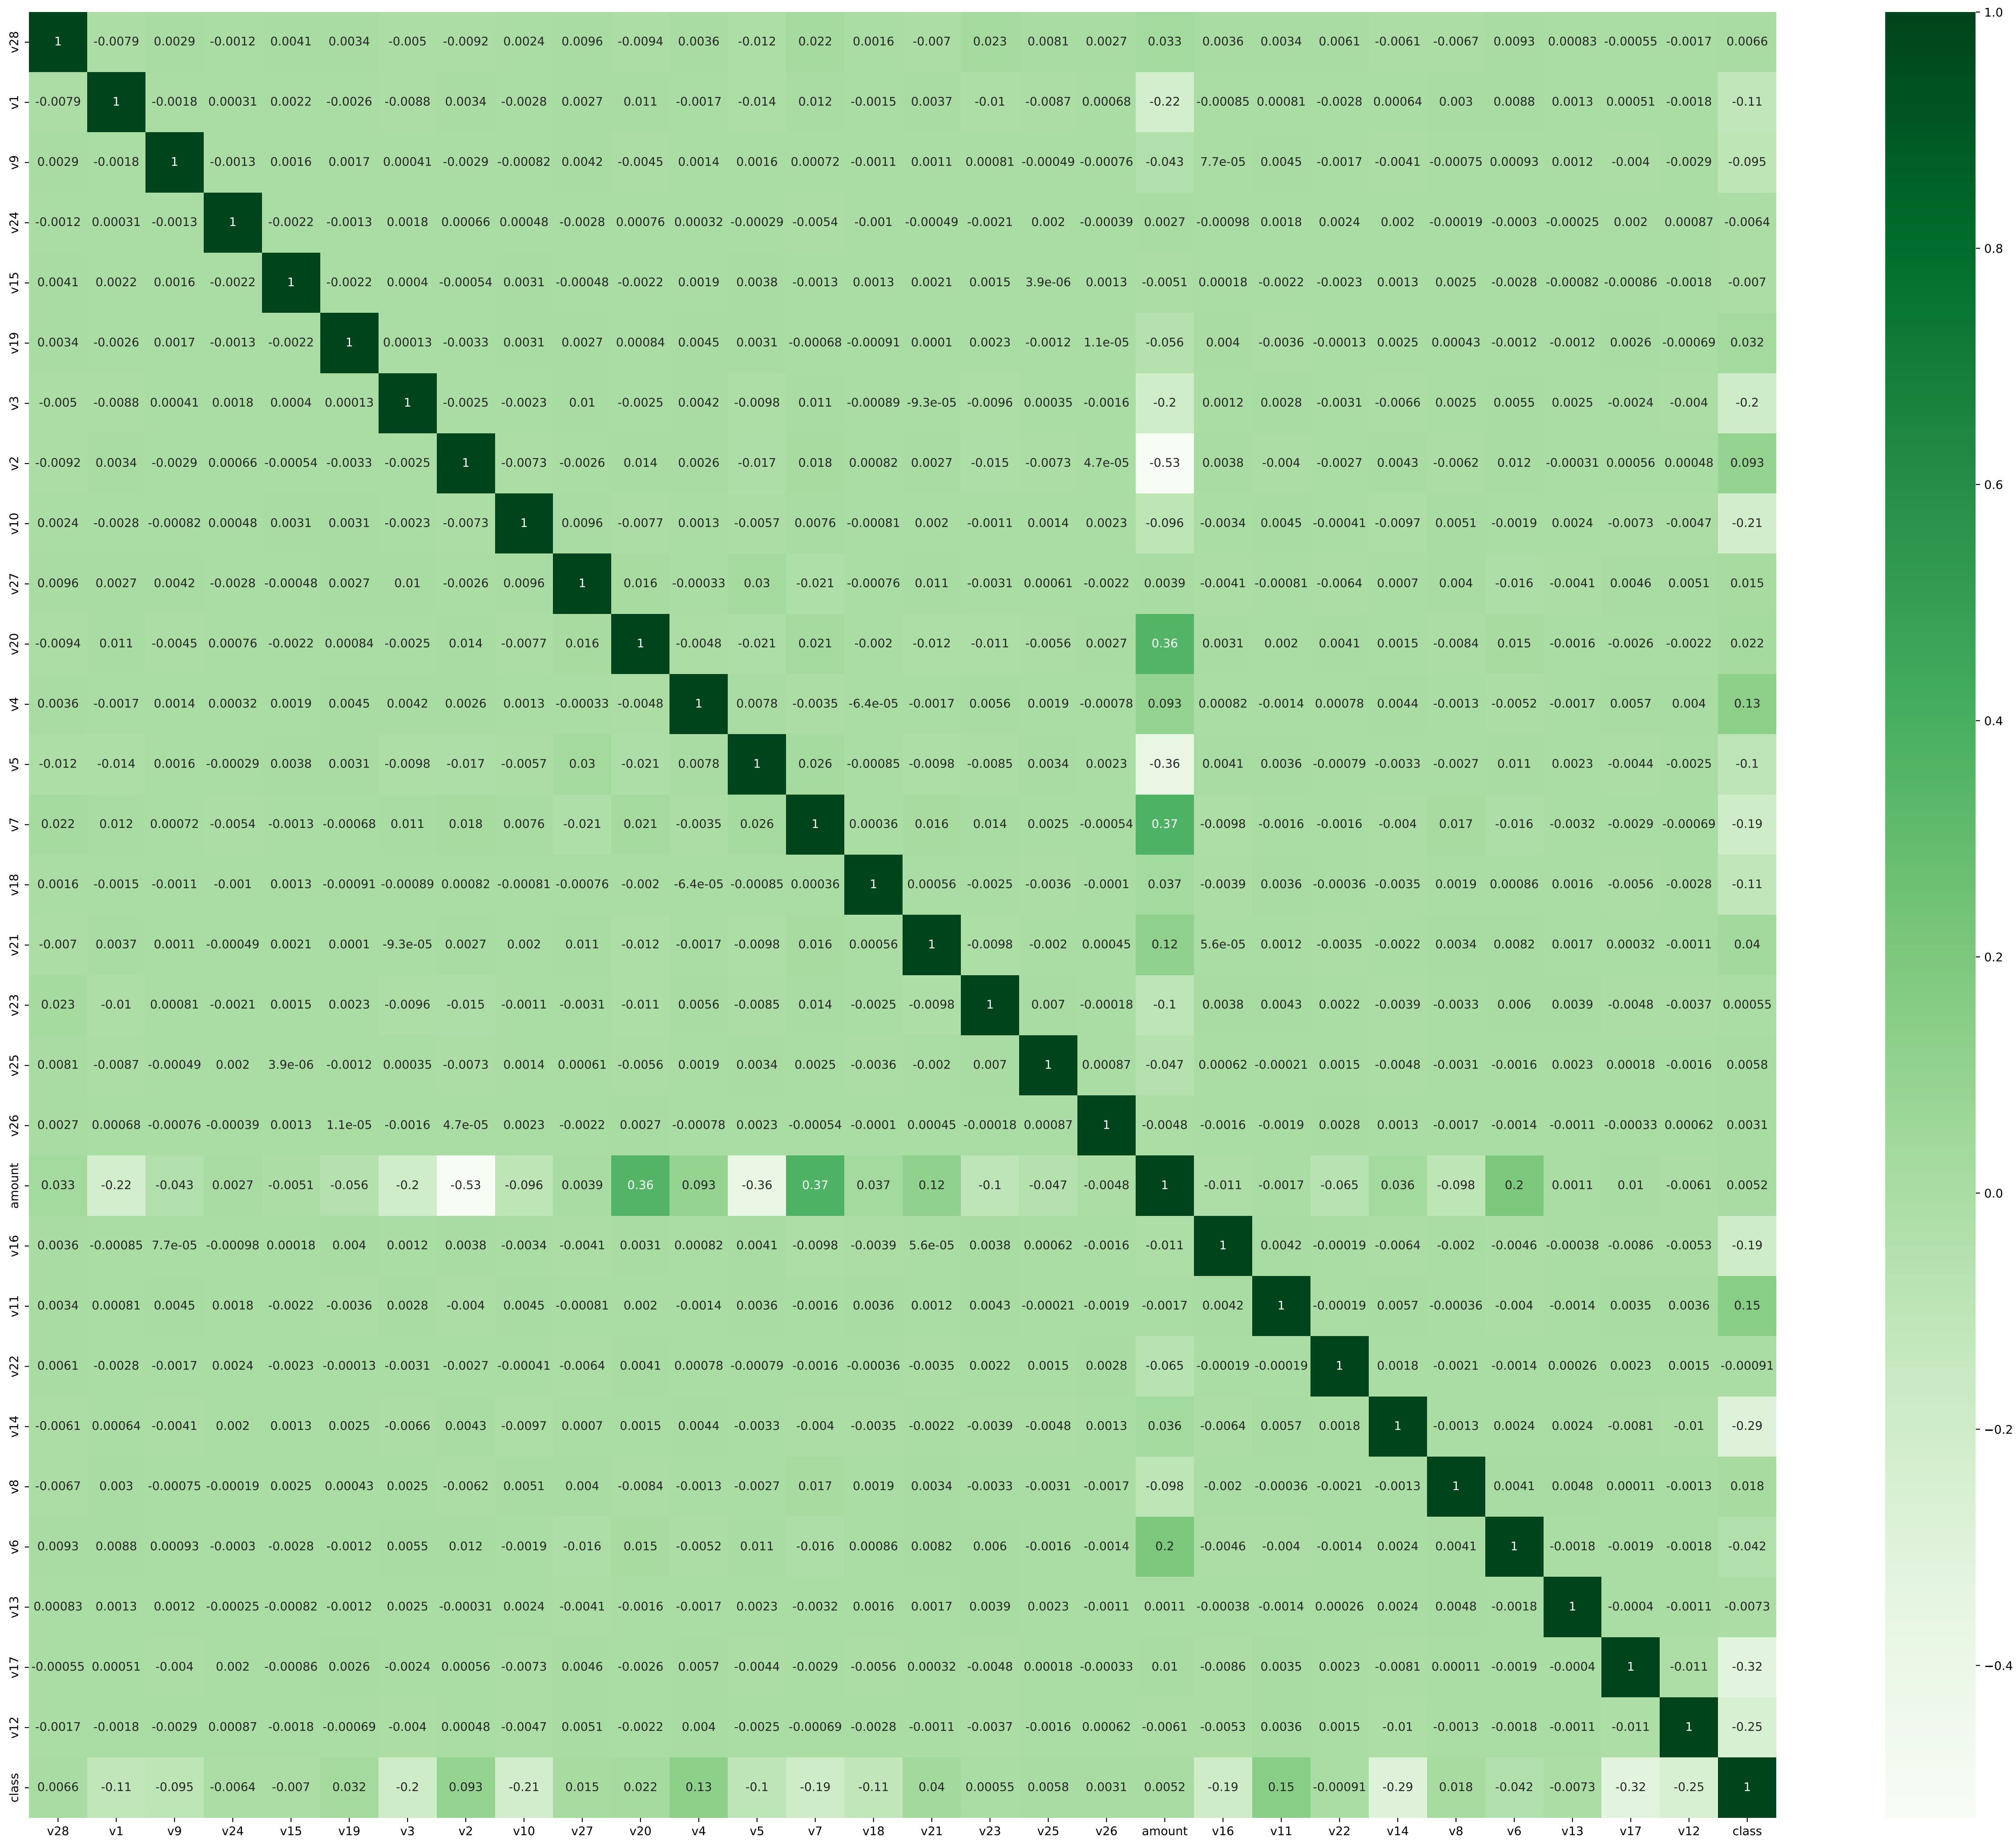 v28 1 -0.0079 0.0029 -0.0012 0.0041 0.0034 -0.005 -0.0092 0.0024 0.0096 -0.0094 0.0036 -0.012 0.022 0.0016 -0.007 0.023 0.0081 0.0027 0.033 0.0036 0.0034 0.0061 -0.0061 -0.0067 0.0093 0.00083 -0.00055 -0.0017 0.0066
v1 -0.0079 1 -0.0018 0.00031 0.0022 -0.0026 -0.0088 0.0034 -0.0028 0.0027 0.011 -0.0017 -0.014 0.012 -0.0015 0.0037 -0.01 -0.0087 0.00068 -0.22 -0.00085 0.00081 -0.0028 0.00064 0.003 0.0088 0.0013 0.00051 -0.0018 -0.11
v9 0.0029 -0.0018 1 -0.0013 0.0016 0.0017 0.00041 -0.0029 -0.00082 0.0042 -0.0045 0.0014 0.0016 0.00072 -0.0011 0.0011 0.00081 -0.00049 -0.00076 -0.043 7.7e-05 0.0045 -0.0017 -0.0041 -0.00075 0.00093 0.0012 -0.004 -0.0029 -0.095
v24 -0.0012 0.00031 -0.0013 1 -0.0022 -0.0013 0.0018 0.00066 0.00048 -0.0028 0.00076 0.00032 -0.00029 -0.0054 -0.001 -0.00049 -0.0021 0.002 -0.00039 0.0027 -0.00098 0.0018 0.0024 0.002 -0.00019 -0.0003 -0.00025 0.002 0.00087 -0.0064
v15 0.0041 0.0022 0.0016 -0.0022 1 -0.0022 0.0004 -0.00054 0.0031 -0.00048 -0.0022 0.0019 0.0038 -0.0013 0.0013 0.0021 0.0015 3.9e-06 0.0013 -0.0051 0.00018 -0.0022 -0.0023 0.0013 0.0025 -0.0028 -0.00082 -0.00086 -0.0018 -0.007
v19 0.0034 -0.0026 0.0017 -0.0013 -0.0022 1 0.00013 -0.0033 0.0031 0.0027 0.00084 0.0045 0.0031 -0.00068 -0.00091 0.0001 0.0023 -0.0012 1.1e-05 -0.056 0.004 -0.0036 -0.00013 0.0025 0.00043 -0.0012 -0.0012 0.0026 -0.00069 0.032
v3 -0.005 -0.0088 0.00041 0.0018 0.0004 0.00013 1 -0.0025 -0.0023 0.01 -0.0025 0.0042 -0.0098 0.011 -0.00089 -9.3e-05 -0.0096 0.00035 -0.0016 -0.2 0.0012 0.0028 -0.0031 -0.0066 0.0025 0.0055 0.0025 -0.0024 -0.004 -0.2
v2 -0.0092 0.0034 -0.0029 0.00066 -0.00054 -0.0033 -0.0025 1 -0.0073 -0.0026 0.014 0.0026 -0.017 0.018 0.00082 0.0027 -0.015 -0.0073 4.7e-05 -0.53 0.0038 -0.004 -0.0027 0.0043 -0.0062 0.012 -0.00031 0.00056 0.00048 0.093
v10 0.0024 -0.0028 -0.00082 0.00048 0.0031 0.0031 -0.0023 -0.0073 1 0.0096 -0.0077 0.0013 -0.0057 0.0076 -0.00081 0.002 -0.0011 0.0014 0.0023 -0.096 -0.0034 0.0045 -0.00041 -0.0097 0.0051 -0.0019 0.0024 -0.0073 -0.0047 -0.21
v27 0.0096 0.0027 0.0042 -0.0028 -0.00048 0.0027 0.01 -0.0026 0.0096 1 0.016 -0.00033 0.03 -0.021 -0.00076 0.011 -0.0031 0.00061 -0.0022 0.0039 -0.0041 -0.00081 -0.0064 0.0007 0.004 -0.016 -0.0041 0.0046 0.0051 0.015
v20 -0.0094 0.011 -0.0045 0.00076 -0.0022 0.00084 -0.0025 0.014 -0.0077 0.016 1 -0.0048 -0.021 0.021 -0.002 -0.012 -0.011 -0.0056 0.0027 0.36 0.0031 0.002 0.0041 0.0015 -0.0084 0.015 -0.0016 -0.0026 -0.0022 0.022
v4 0.0036 -0.0017 0.0014 0.00032 0.0019 0.0045 0.0042 0.0026 0.0013 -0.00033 -0.0048 1 0.0078 -0.0035 -6.4e-05 -0.0017 0.0056 0.0019 -0.00078 0.093 0.00082 -0.0014 0.00078 0.0044 -0.0013 -0.0052 -0.0017 0.0057 0.004 0.13
v5 -0.012 -0.014 0.0016 -0.00029 0.0038 0.0031 -0.0098 -0.017 -0.0057 0.03 -0.021 0.0078 1 0.026 -0.00085 -0.0098 -0.0085 0.0034 0.0023 -0.36 0.0041 0.0036 -0.00079 -0.0033 -0.0027 0.011 0.0023 -0.0044 -0.0025 -0.1
v7 0.022 0.012 0.00072 -0.0054 -0.0013 -0.00068 0.011 0.018 0.0076 -0.021 0.021 -0.0035 0.026 1 0.00036 0.016 0.014 0.0025 -0.00054 0.37 -0.0098 -0.0016 -0.0016 -0.004 0.017 -0.016 -0.0032 -0.0029 -0.00069 -0.19
v18 0.0016 -0.0015 -0.0011 -0.001 0.0013 -0.00091 -0.00089 0.00082 -0.00081 -0.00076 -0.002 -6.4e-05 -0.00085 0.00036 1 0.00056 -0.0025 -0.0036 -0.0001 0.037 -0.0039 0.0036 -0.00036 -0.0035 0.0019 0.00086 0.0016 -0.0056 -0.0028 -0.11
v21 -0.007 0.0037 0.0011 -0.00049 0.0021 0.0001 -9.3e-05 0.0027 0.002 0.011 -0.012 -0.0017 -0.0098 0.016 0.00056 1 -0.0098 -0.002 0.00045 0.12 5.6e-05 0.0012 -0.0035 -0.0022 0.0034 0.0082 0.0017 0.00032 -0.0011 0.04
v23 0.023 -0.01 0.00081 -0.0021 0.0015 0.0023 -0.0096 -0.015 -0.0011 -0.0031 -0.011 0.0056 -0.0085 0.014 -0.0025 -0.0098 1 0.007 -0.00018 -0.1 0.0038 0.0043 0.0022 -0.0039 -0.0033 0.006 0.0039 -0.0048 -0.0037 0.00055
v25 0.0081 -0.0087 -0.00049 0.002 3.9e-06 -0.0012 0.00035 -0.0073 0.0014 0.00061 -0.0056 0.0019 0.0034 0.0025 -0.0036 -0.002 0.007 1 0.00087 -0.047 0.00062 -0.00021 0.0015 -0.0048 -0.0031 -0.0016 0.0023 0.00018 -0.0016 0.0058
v26 0.0027 0.00068 -0.00076 -0.00039 0.0013 1.1e-05 -0.0016 4.7e-05 0.0023 -0.0022 0.0027 -0.00078 0.0023 -0.00054 -0.0001 0.00045 -0.00018 0.00087 1 -0.0048 -0.0016 -0.0019 0.0028 0.0013 -0.0017 -0.0014 -0.0011 -0.00033 0.00062 0.0031
amount 0.033 -0.22 -0.043 0.0027 -0.0051 -0.056 -0.2 -0.53 -0.096 0.0039 0.36 0.093 -0.36 0.37 0.037 0.12 -0.1 -0.047 -0.0048 1 -0.011 -0.0017 -0.065 0.036 -0.098 0.2 0.0011 0.01 -0.0061 0.0052
v16 0.0036 -0.00085 7.7e-05 -0.00098 0.00018 0.004 0.0012 0.0038 -0.0034 -0.0041 0.0031 0.00082 0.0041 -0.0098 -0.0039 5.6e-05 0.0038 0.00062 -0.0016 -0.011 1 0.0042 -0.00019 -0.0064 -0.002 -0.0046 -0.00038 -0.0086 -0.0053 -0.19
v11 0.0034 0.00081 0.0045 0.0018 -0.0022 -0.0036 0.0028 -0.004 0.0045 -0.00081 0.002 -0.0014 0.0036 -0.0016 0.0036 0.0012 0.0043 -0.00021 -0.0019 -0.0017 0.0042 1 -0.00019 0.0057 -0.00036 -0.004 -0.0014 0.0035 0.0036 0.15
v22 0.0061 -0.0028 -0.0017 0.0024 -0.0023 -0.00013 -0.0031 -0.0027 -0.00041 -0.0064 0.0041 0.00078 -0.00079 -0.0016 -0.00036 -0.0035 0.0022 0.0015 0.0028 -0.065 -0.00019 -0.00019 1 0.0018 -0.0021 -0.0014 0.00026 0.0023 0.0015 -0.00091
v14 -0.0061 0.00064 -0.0041 0.002 0.0013 0.0025 -0.0066 0.0043 -0.0097 0.0007 0.0015 0.0044 -0.0033 -0.004 -0.0035 -0.0022 -0.0039 -0.0048 0.0013 0.036 -0.0064 0.0057 0.0018 1 -0.0013 0.0024 0.0024 -0.0081 -0.01 -0.29
v8 -0.0067 0.003 -0.00075 -0.00019 0.0025 0.00043 0.0025 -0.0062 0.0051 0.004 -0.0084 -0.0013 -0.0027 0.017 0.0019 0.0034 -0.0033 -0.0031 -0.0017 -0.098 -0.002 -0.00036 -0.0021 -0.0013 1 0.0041 0.0048 0.00011 -0.0013 0.018
v6 0.0093 0.0088 0.00093 -0.0003 -0.0028 -0.0012 0.0055 0.012 -0.0019 -0.016 0.015 -0.0052 0.011 -0.016 0.00086 0.0082 0.006 -0.0016 -0.0014 0.2 -0.0046 -0.004 -0.0014 0.0024 0.0041 1 -0.0018 -0.0019 -0.0018 -0.042
v13 0.00083 0.0013 0.0012 -0.00025 -0.00082 -0.0012 0.0025 -0.00031 0.0024 -0.0041 -0.0016 -0.0017 0.0023 -0.0032 0.0016 0.0017 0.0039 0.0023 -0.0011 0.0011 -0.00038 -0.0014 0.00026 0.0024 0.0048 -0.0018 1 -0.0004 -0.0011 -0.0073
v17 -0.00055 0.00051 -0.004 0.002 -0.00086 0.0026 -0.0024 0.00056 -0.0073 0.0046 -0.0026 0.0057 -0.0044 -0.0029 -0.0056 0.00032 -0.0048 0.00018 -0.00033 0.01 -0.0086 0.0035 0.0023 -0.0081 0.00011 -0.0019 -0.0004 1 -0.011 -0.32
v12 -0.0017 -0.0018 -0.0029 0.00087 -0.0018 -0.00069 -0.004 0.00048 -0.0047 0.0051 -0.0022 0.004 -0.0025 -0.00069 -0.0028 -0.0011 -0.0037 -0.0016 0.00062 -0.0061 -0.0053 0.0036 0.0015 -0.01 -0.0013 -0.0018 -0.0011 -0.011 1 -0.25
class 0.0066 -0.11 -0.095 -0.0064 -0.007 0.032 -0.2 0.093 -0.21 0.015 0.022 0.13 -0.1 -0.19 -0.11 0.04 0.00055 0.0058 0.0031 0.0052 -0.19 0.15 -0.00091 -0.29 0.018 -0.042 -0.0073 -0.32 -0.25 1
v28 v1 v9 v24 v15 v19 v3 v2 v10 v27 v20 v4 v5 v7 v18 v21 v23 v25 v26 amount v16 v11 v22 v14 v8 v6 v13 v17 v12 class
1.0
0.8
0.6
0.4
0.2
0.0
−0.2
−0.4